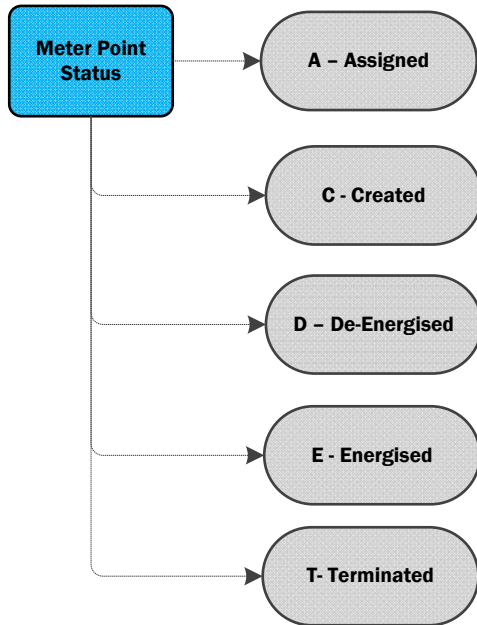 Meter Point
Status
A – Assigned
C - Created
D – De-Energised
E - Energised
T- Terminated